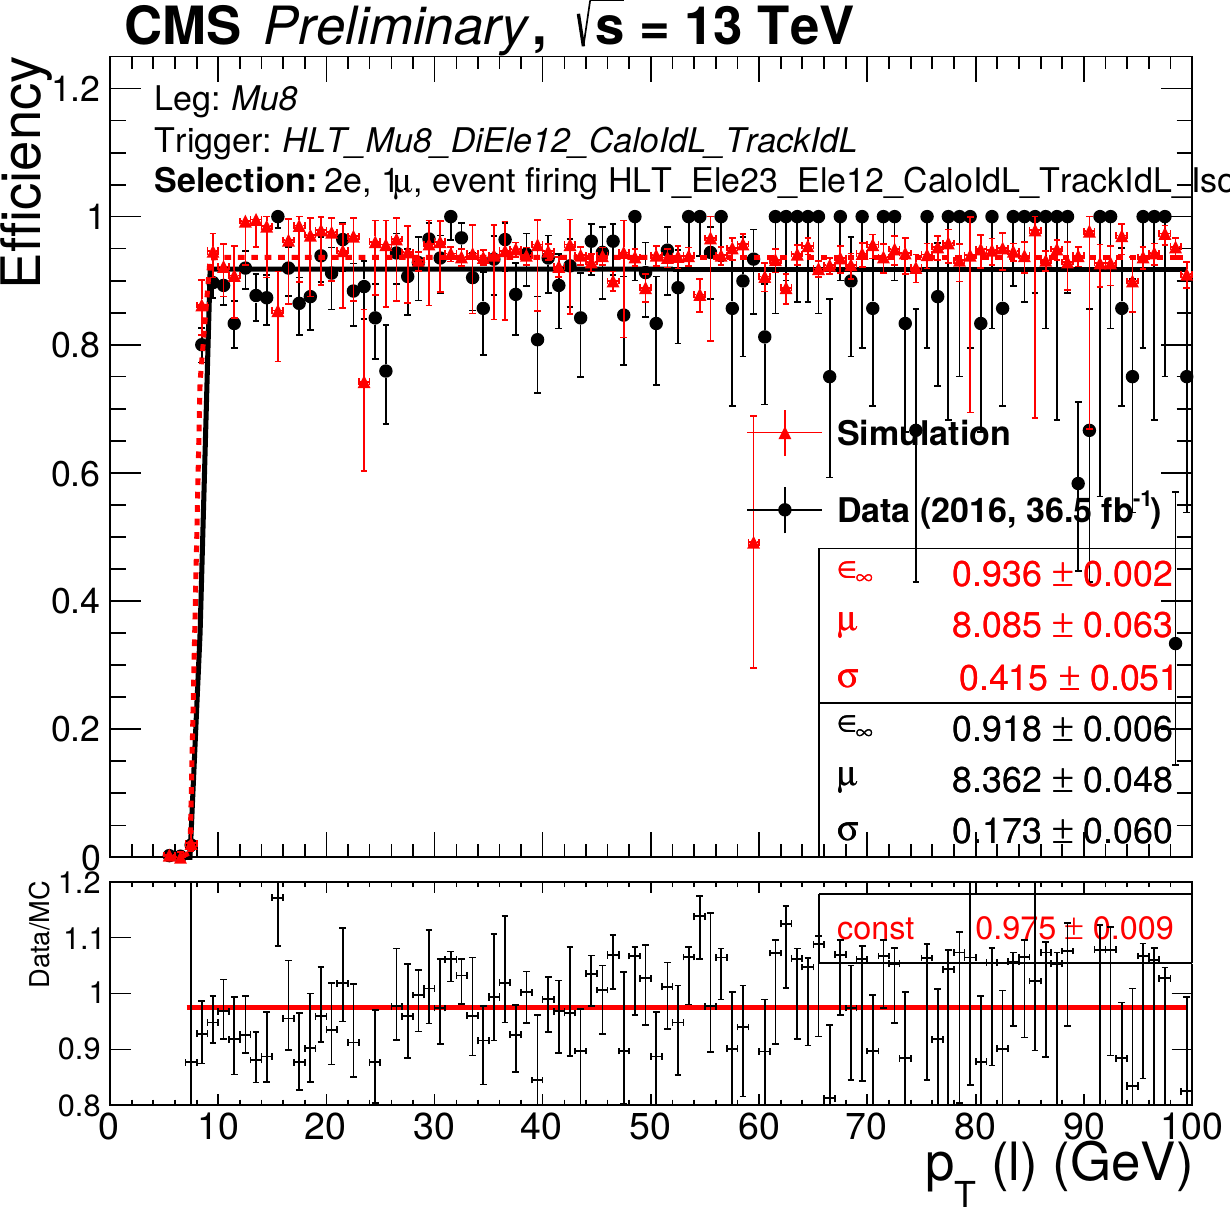 CMS Preliminary, √s = 13 TeV
Efficiency
Leg: Mu8
Trigger: HLT_Mu8_DiEle12_CaloIdL_TrackIdL
Selection: 2e, 1μ, event firing HLT_Ele23_Ele12_CaloIdL_TrackIdL_Iso
1.2
1
0.8
0.6
0.4
0.2
0
Simulation
Data (2016, 36.5 fb⁻¹)
ϵ∞ 0.936 ± 0.002
μ 8.085 ± 0.063
σ 0.415 ± 0.051
ϵ∞ 0.918 ± 0.006
μ 8.362 ± 0.048
σ 0.173 ± 0.060
Data/MC
1.2
1.1
1
0.9
0.8
const 0.975 ± 0.009
0 10 20 30 40 50 60 70 80 90 100
p_T (l) (GeV)